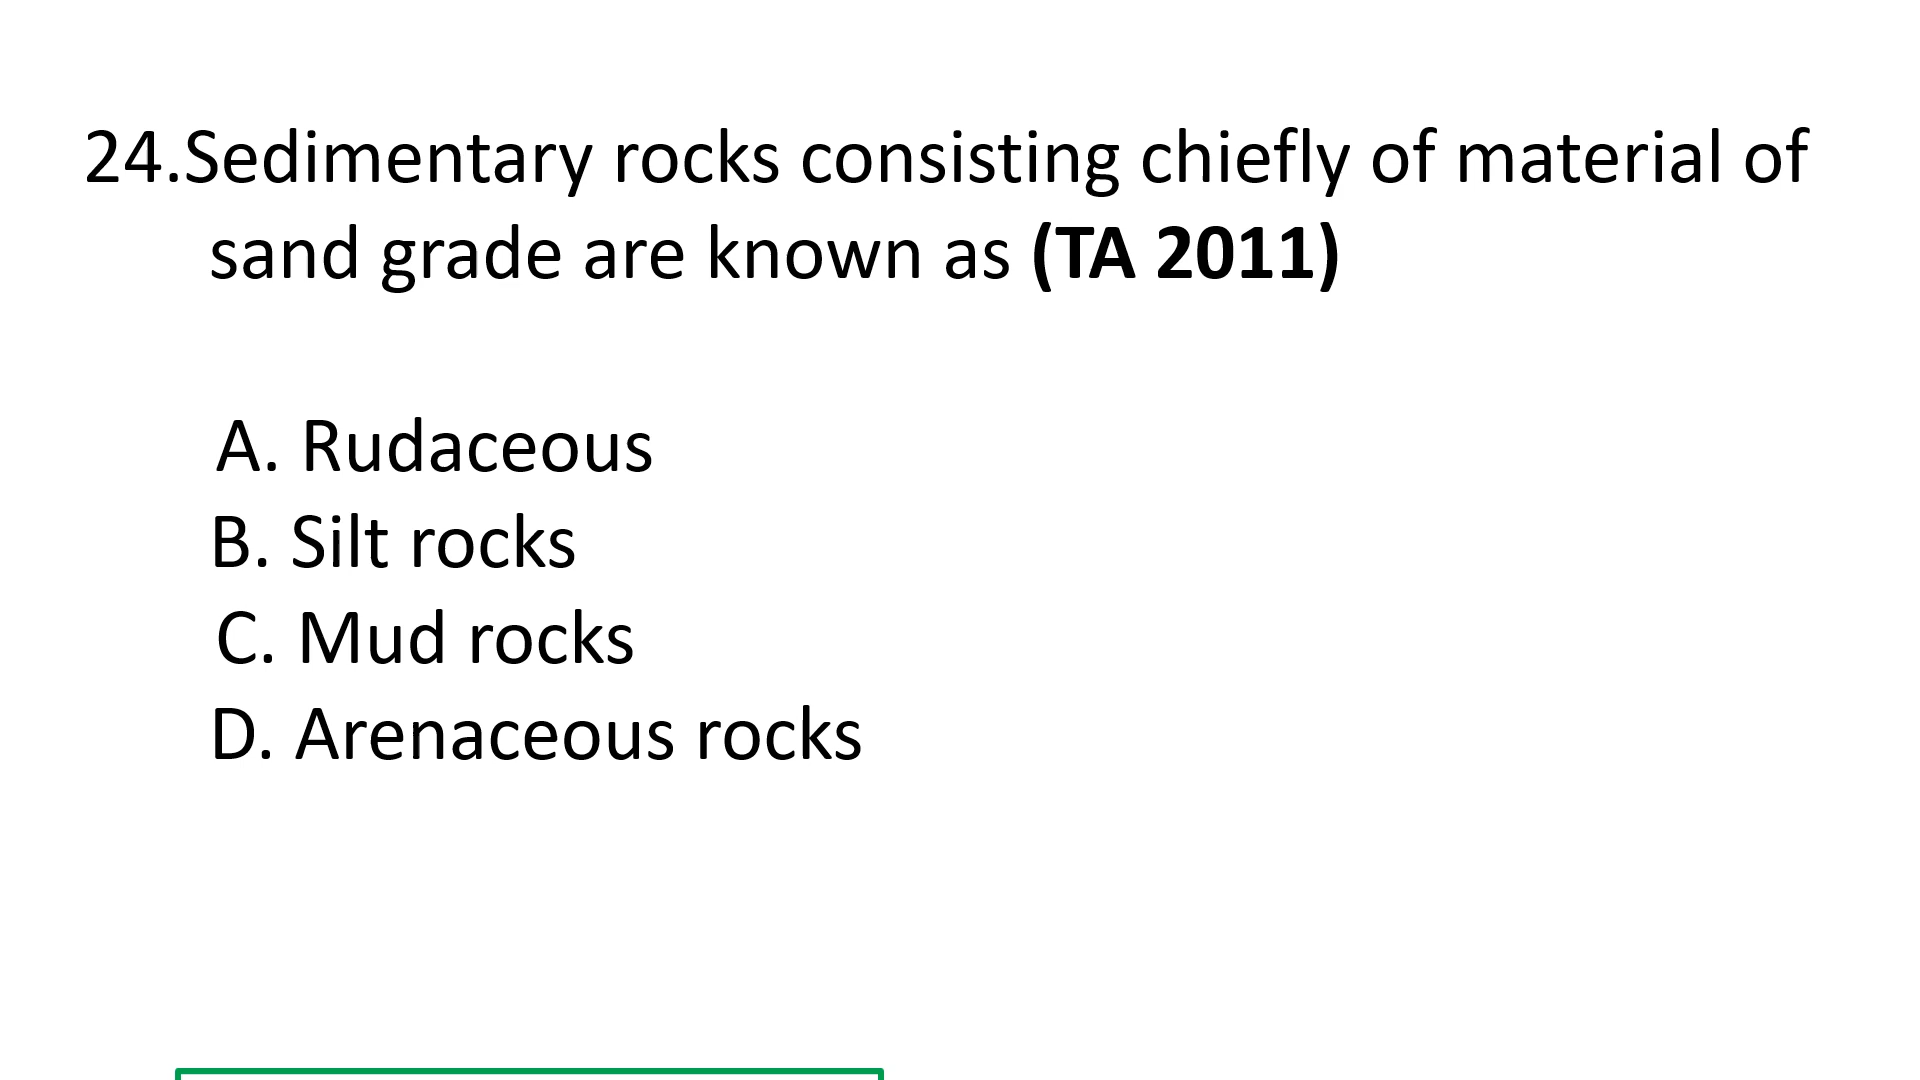 24.Sedimentary rocks consisting chiefly of material of
sand grade are known as (TA 2011)
A. Rudaceous
B. Silt rocks
C. Mud rocks
D. Arenaceous rocks